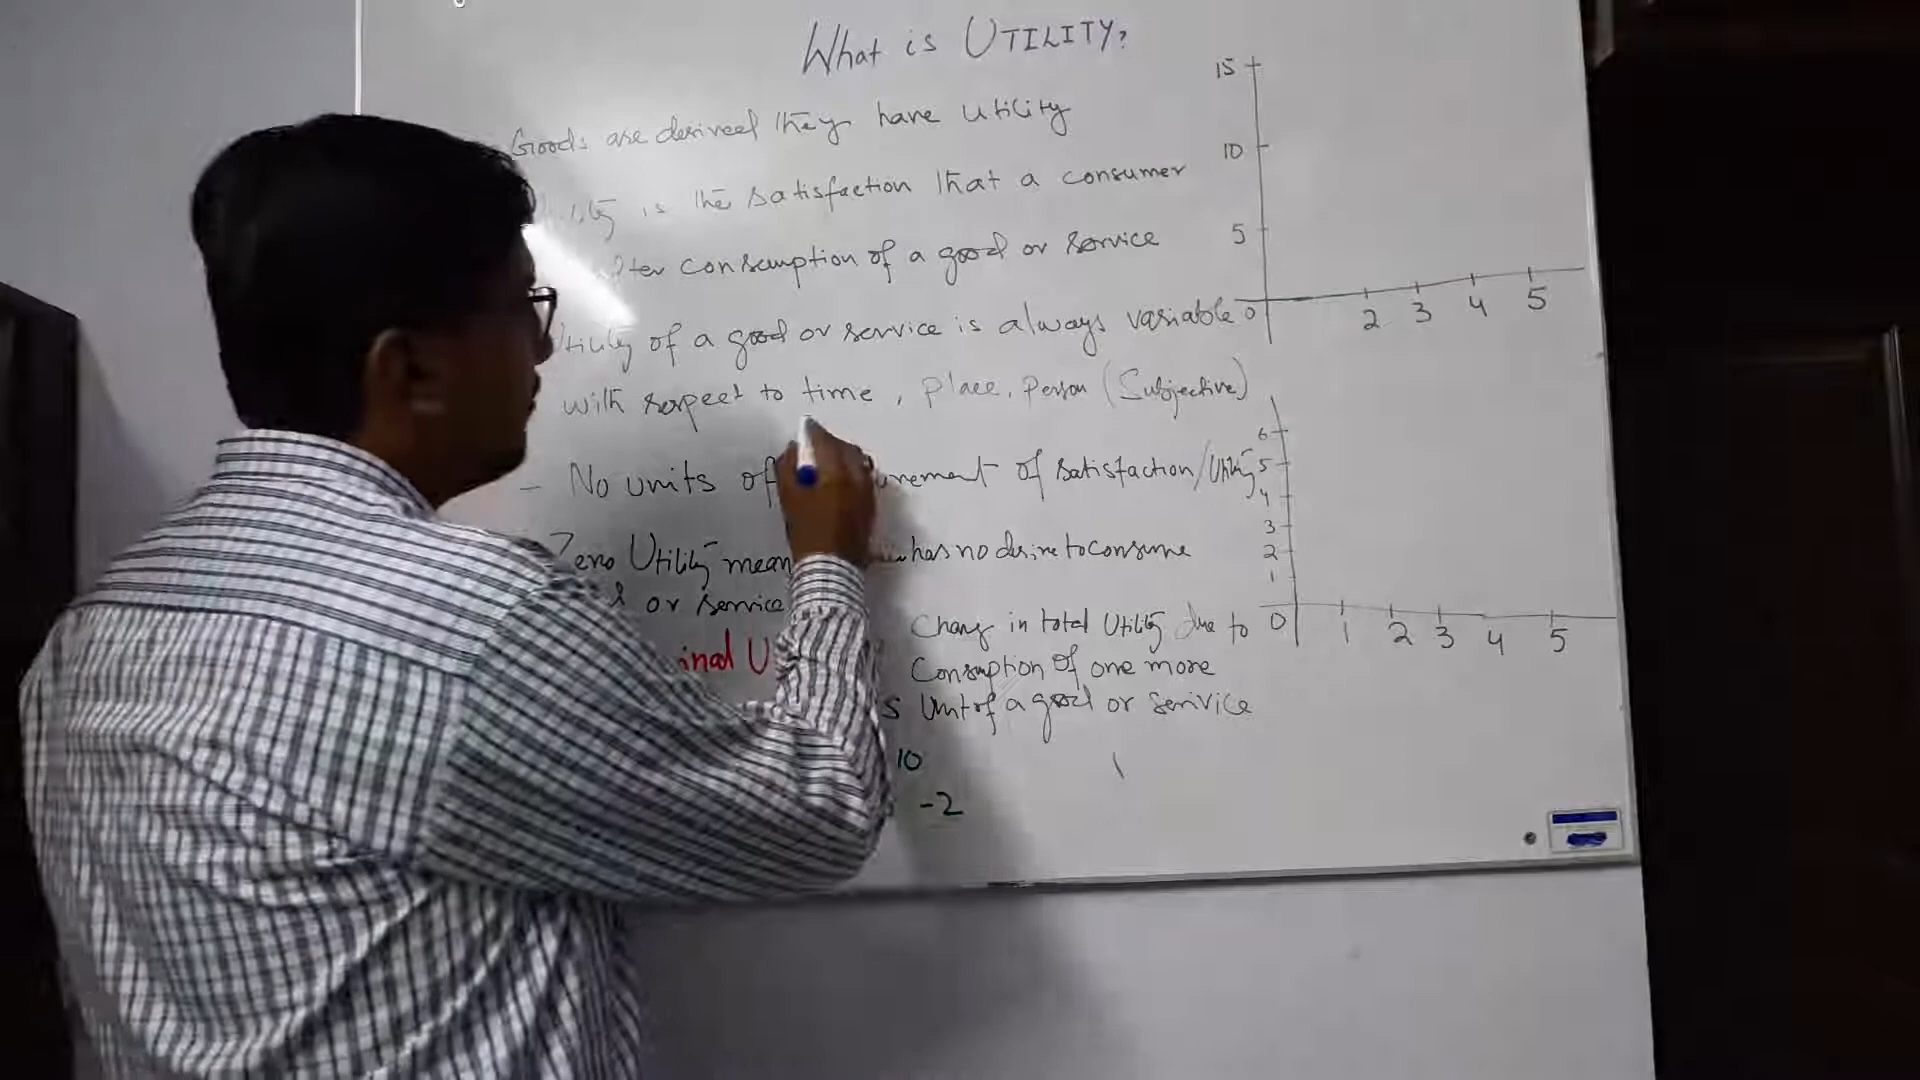 What is UTILITY?
Goods are desired they have Utility
is the satisfaction that a consumer
consumption of a good or service
of a good or service is always variable
with respect to time, place, person (Subjective)
- No units of of satisfaction/Utility
Zero Utility has no desire to consume
or service
Change in total Utility due to
Consumption of one more
Unit of a good or serivice
10
-2
15
10
5
0
2 3 4 5
6
5
4
3
2
1
0 1 2 3 4 5